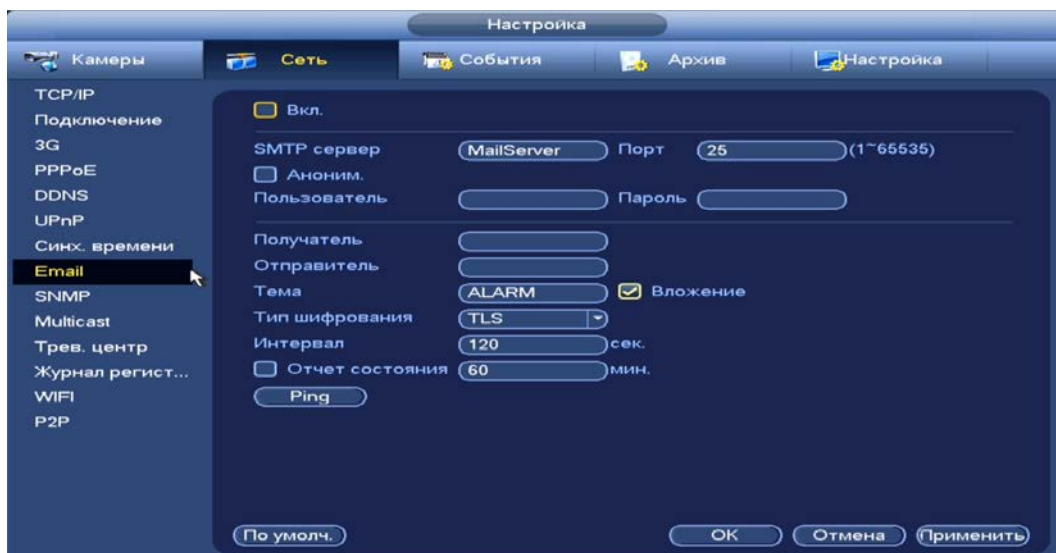 Настройка
Камеры Сеть События Архив Настройка
TCP/IP
Подключение
3G
PPPoE
DDNS
UPnP
Синх. времени
Email
SNMP
Multicast
Трев. центр
Журнал регист...
WIFI
P2P
Вкл.
SMTP сервер MailServer Порт 25 (1~65535)
Аноним.
Пользователь Пароль
Получатель
Отправитель
Тема ALARM Вложение
Тип шифрования TLS
Интервал 120 сек.
Отчет состояния 60 мин.
Ping
По умолч. OK Отмена Применить